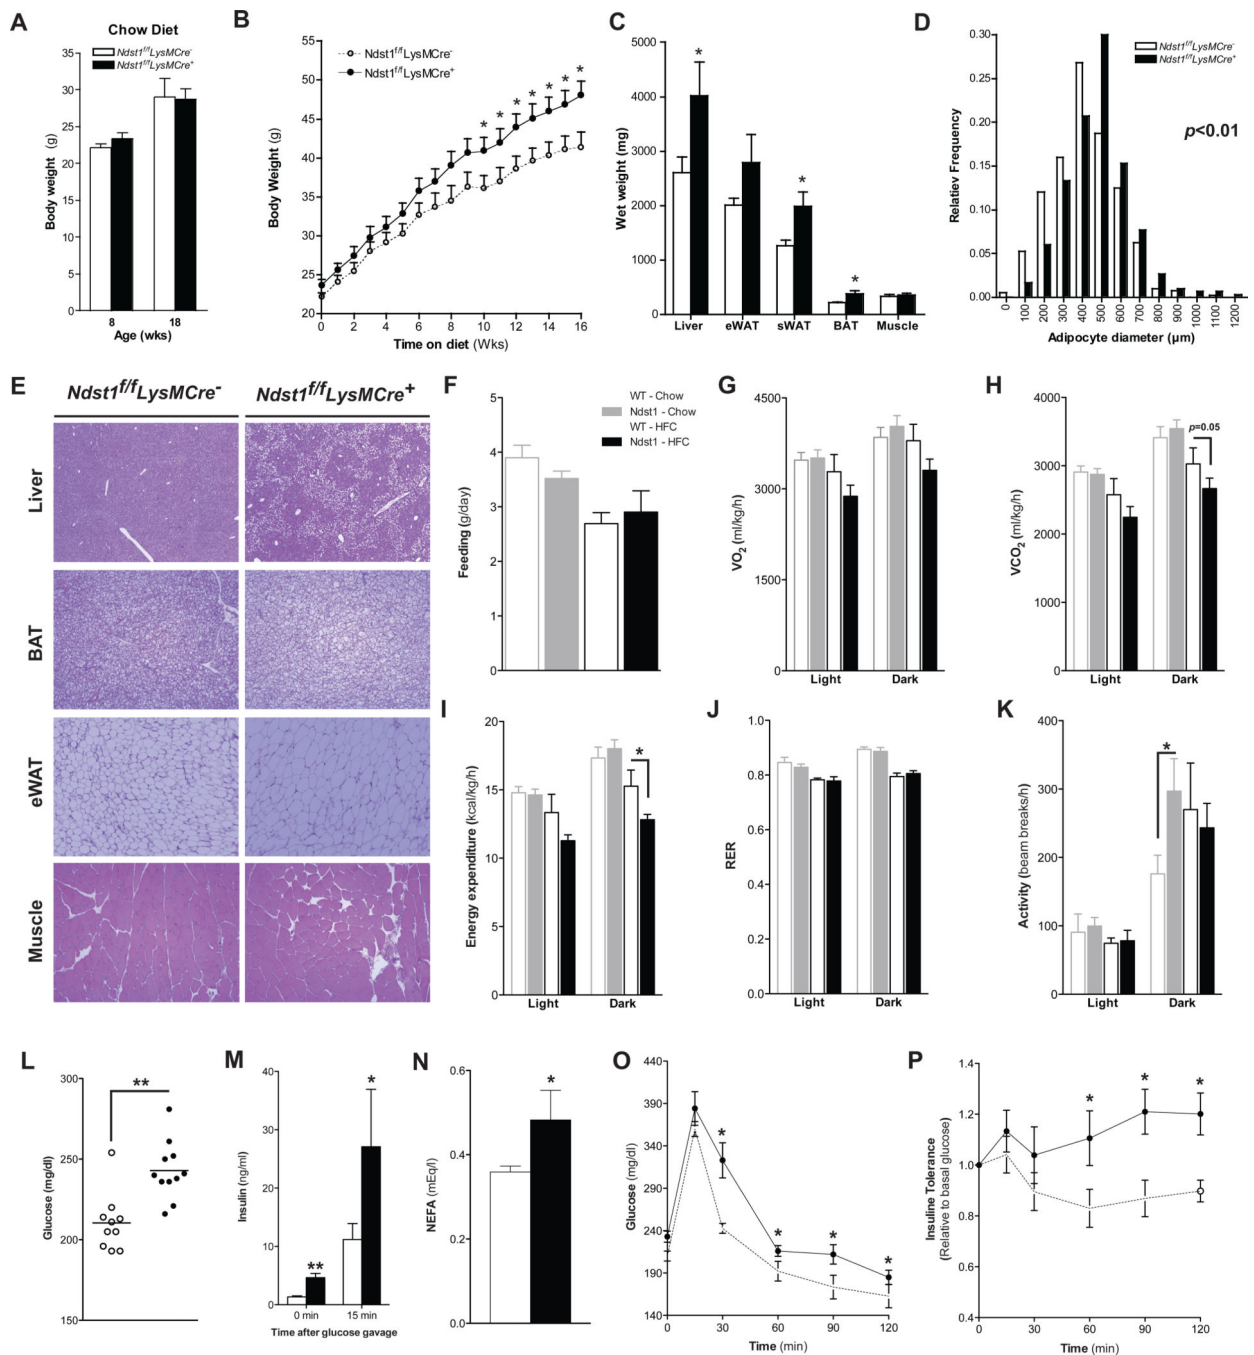 A
Chow Diet
Ndst1f/fLysMCre-
Ndst1f/fLysMCre+
Body weight (g)
35
30
25
20
15
10
5
0
8
18
Age (wks)
B
Ndst1f/fLysMCre-
Ndst1f/fLysMCre+
Body Weight (g)
50
45
40
35
30
25
20
* * * * * * *
0 2 4 6 8 10 12 14 16
Time on diet (Wks)
C
Wet weight (mg)
5000
4000
3000
2000
1000
0
* * *
Liver eWAT sWAT BAT Muscle
D
Ndst1f/fLysMCre-
Ndst1f/fLysMCre+
p<0.01
Relatiev Frequency
0.30
0.25
0.20
0.15
0.10
0.05
0.00
0 100 200 300 400 500 600 700 800 900 1000 1100 1200
Adipocyte diameter (µm)
E
Ndst1f/fLysMCre-
Ndst1f/fLysMCre+
Liver
BAT
eWAT
Muscle
F
WT - Chow
Ndst1 - Chow
WT - HFC
Ndst1 - HFC
Feeding (g/day)
5
4
3
2
1
0
G
VO2 (ml/kg/h)
4500
3000
1500
0
Light Dark
H
p=0.05
VCO2 (ml/kg/h)
4000
3000
2000
1000
0
Light Dark
I
*
Energy expenditure (kcal/kg/h)
20
15
10
5
0
Light Dark
J
RER
1.0
0.8
0.6
0.4
0.2
0.0
Light Dark
K
*
Activity (beam breaks/h)
400
300
200
100
0
Light Dark
L
**
Glucose (mg/dl)
300
250
200
150
M
Insulin (ng/ml)
40
30
20
10
0
**
*
0 min
15 min
Time after glucose gavage
N
*
NEFA (mEq/l)
0.6
0.4
0.2
0.0
O
Glucose (mg/dl)
440
390
340
290
240
190
140
* * * *
0 30 60 90 120
Time (min)
P
Insuline Tolerance
(Relative to basal glucose)
1.4
1.2
1.0
0.8
0.6
0.4
* * *
0 30 60 90 120
Time (min)